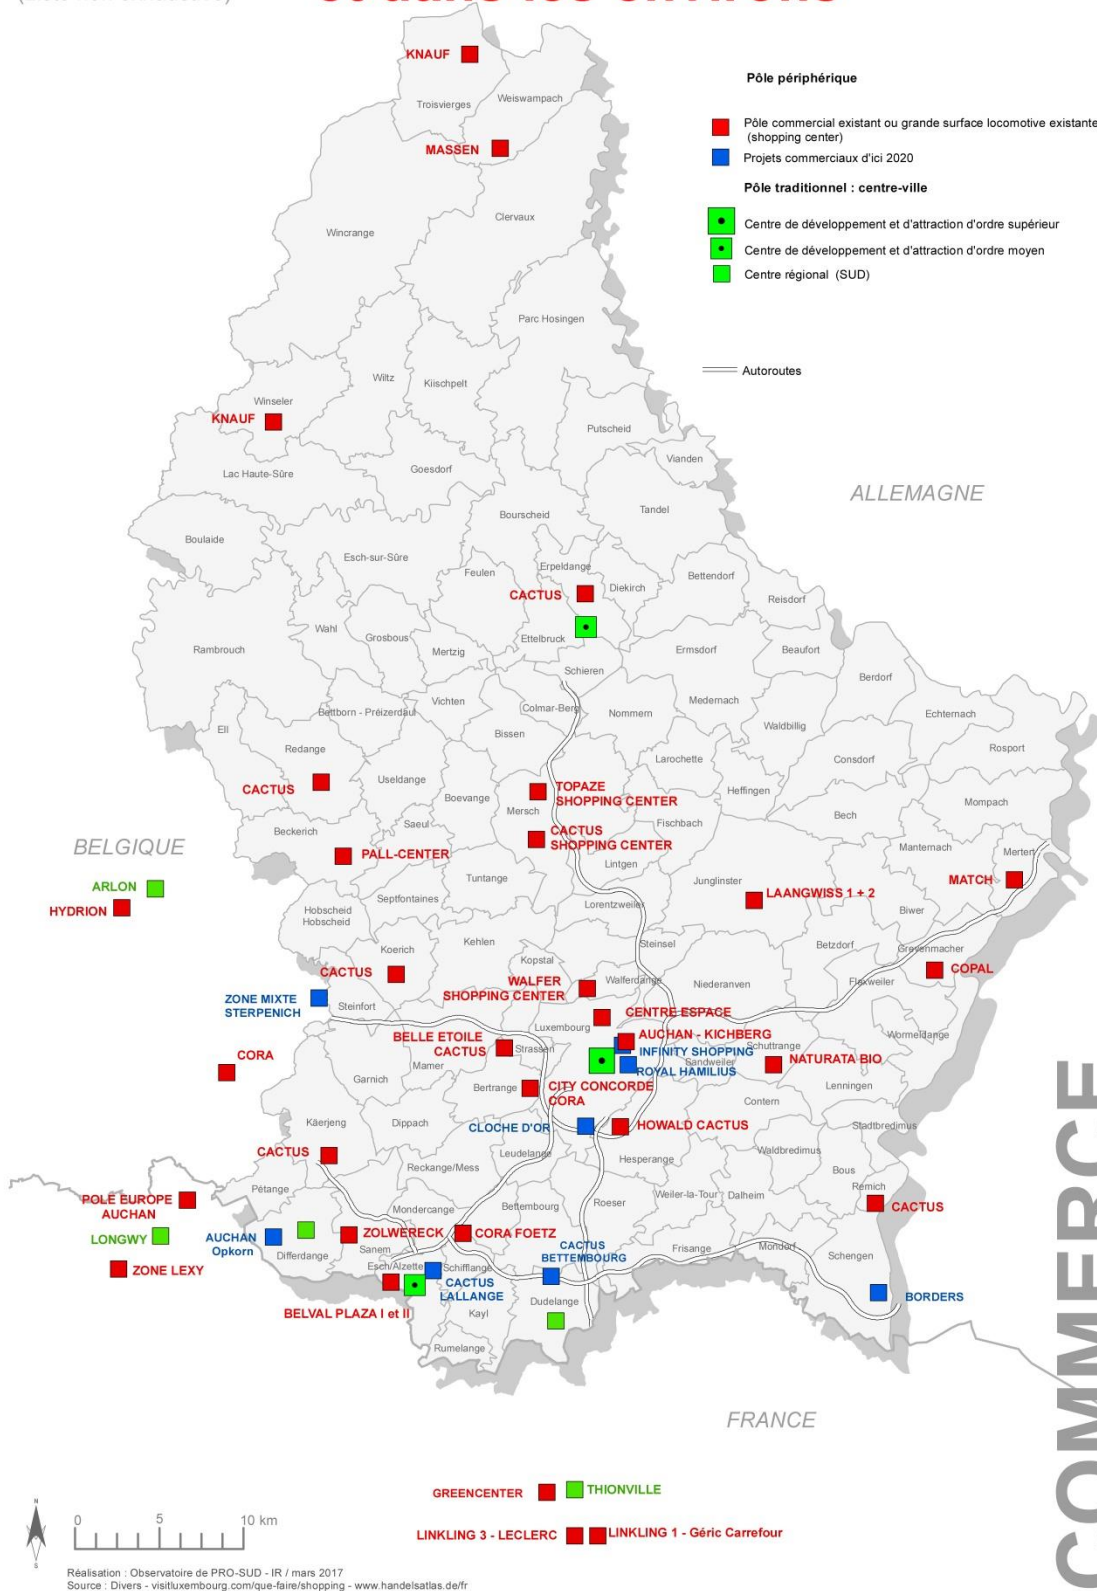 KNAUF
Troisvierges
Weiswampach
MASSEN
Clervaux
Wincrange
Pôle périphérique
Pôle commercial existant ou grande surface locomotive existante
(shopping center)
Projets commerciaux d'ici 2020
Pôle traditionnel : centre-ville
Centre de développement et d'attraction d'ordre supérieur
Centre de développement et d'attraction d'ordre moyen
Centre régional (SUD)
Autoroutes
Parc Hosingen
Wiltz
Kiischpelt
Winseler
KNAUF
Putscheid
Vianden
Lac Haute-Sûre
Goesdorf
ALLEMAGNE
Tandel
Bourscheid
Boulaide
Esch-sur-Sûre
Erpeldange
Feulen
Diekirch
Bettendorf
Reisdorf
CACTUS
Wahl
Grosbous
Ettelbruck
Mertzig
Rambrouch
Ermsdorf
Beaufort
Schieren
Berdorf
Vichten
Colmar-Berg
Medernach
Nommern
Bettborn - Préizerdaul
Waldbillig
Echternach
Ell
Bissen
Redange
Rosport
Larochette
Consdorf
CACTUS
Useldange
Boevange
TOPAZE
SHOPPING CENTER
Heffingen
Mompach
Mersch
Saeul
Fischbach
Bech
Beckerich
CACTUS
SHOPPING CENTER
BELGIQUE
Manternach
Mertert
PALL-CENTER
Lintgen
Tuntange
Junglinster
MATCH
ARLON
HYDRION
LAANGWISS 1 + 2
Septfontaines
Lorentzweiler
Hobscheid
Hobscheid
Biwer
Koerich
Kehlen
Steinsel
Betzdorf
Grevenmacher
Kopstal
CACTUS
WALFER
SHOPPING CENTER
Walferdange
Niederanven
COPAL
Flaxweiler
ZONE MIXTE
STERPENICH
Steinfort
CENTRE ESPACE
Luxembourg
BELLE ETOILE
CACTUS
Strassen
AUCHAN - KICHBERG
Wormeldange
Schuttrange
INFINITY SHOPPING
CORA
Mamer
Sandweiler
NATURATA BIO
ROYAL HAMILIUS
Garnich
Bertrange
CITY CONCORDE
CORA
Lenningen
Contern
Käerjeng
Dippach
CLOCHE D'OR
HOWALD CACTUS
Stadtbredimus
Leudelange
CACTUS
Hesperange
Waldbredimus
Reckange/Mess
Bous
Remich
Pétange
Weiler-la-Tour
Dalheim
POLE EUROPE
AUCHAN
Mondercange
Bettembourg
Roeser
CACTUS
LONGWY
AUCHAN
Opkorn
ZOLWERECK
CORA FOETZ
Sanem
Differdange
CACTUS
BETTEMBOURG
Frisange
Mondorf
Schengen
ZONE LEXY
Esch/Alzette
Schifflange
CACTUS
LALLANGE
BORDERS
Dudelange
BELVAL PLAZA I et II
Kayl
Rumelange
FRANCE
COMMERCE
GREENCENTER
THIONVILLE
LINKLING 3 - LECLERC
LINKLING 1 - Géric Carrefour
N
S
0 5 10 km
Réalisation : Observatoire de PRO-SUD - IR / mars 2017
Source : Divers - visitluxembourg.com/que-faire/shopping - www.handelsatlas.de/fr